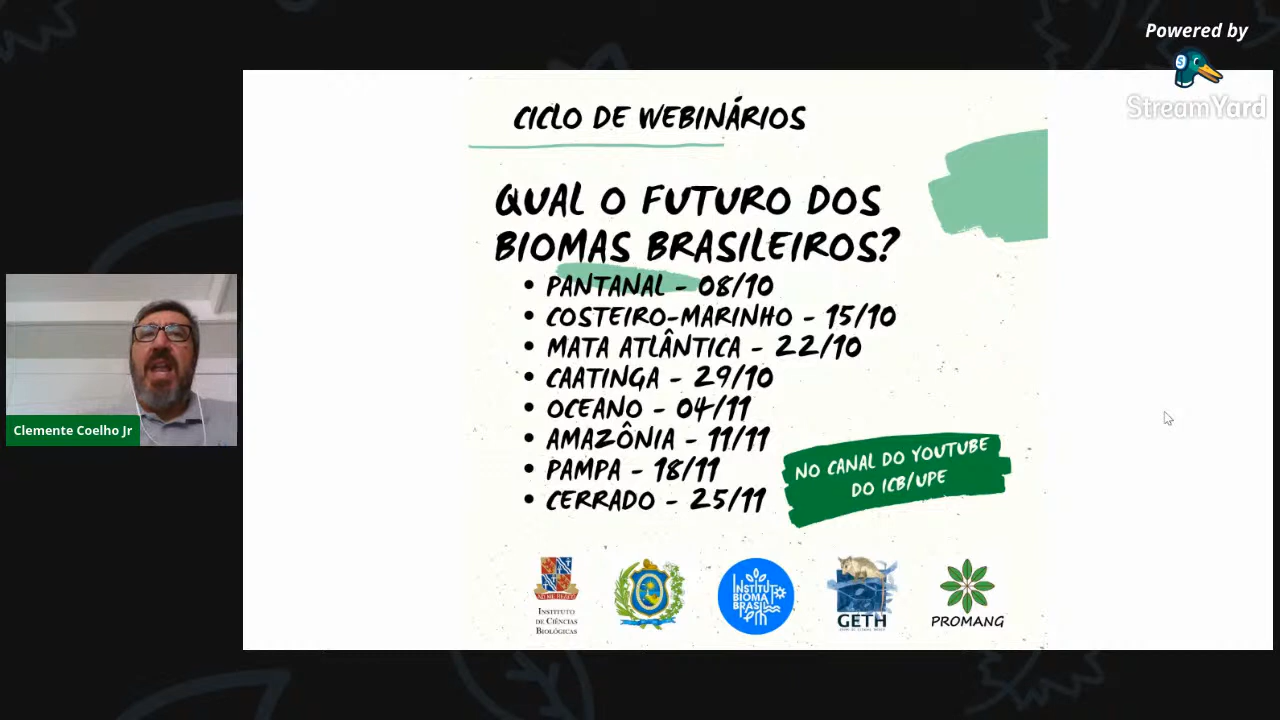 Powered by
StreamYard
CICLO DE WEBINÁRIOS
QUAL O FUTURO DOS
BIOMAS BRASILEIROS?
• PANTANAL - 08/10
• COSTEIRO-MARINHO - 15/10
• MATA ATLÂNTICA - 22/10
• CAATINGA - 29/10
• OCEANO - 04/11
• AMAZÔNIA - 11/11
• PAMPA - 18/11
• CERRADO - 25/11
NO CANAL DO YOUTUBE
DO ICB/UPE
Clemente Coelho Jr
INSTITUTO
DE CIÊNCIAS
BIOLÓGICAS
INSTITUTO
BIOMA
BRASIL
GETH
PROMANG